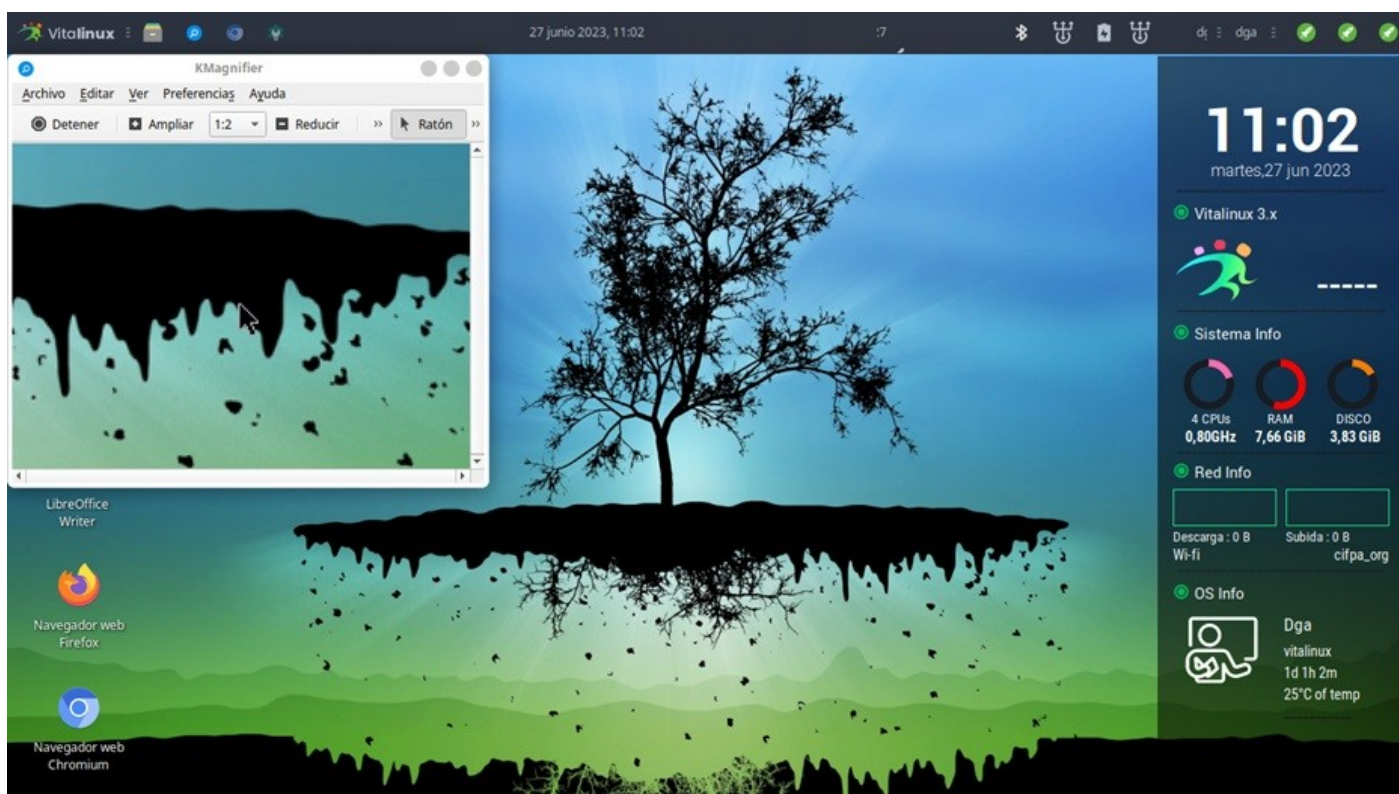 Vitalinux
27 junio 2023, 11:02
:7
dga
KMagnifier
Archivo Editar Ver Preferencias Ayuda
Detener Ampliar 1:2 Reducir » Ratón »
LibreOffice
Writer
Navegador web
Firefox
Navegador web
Chromium
11:02
martes,27 jun 2023
Vitalinux 3.x
-----
Sistema Info
4 CPUs RAM DISCO
0,80GHz 7,66 GiB 3,83 GiB
Red Info
Descarga : 0 B Subida : 0 B
Wi-fi cifpa_org
OS Info
Dga
vitalinux
1d 1h 2m
25°C of temp